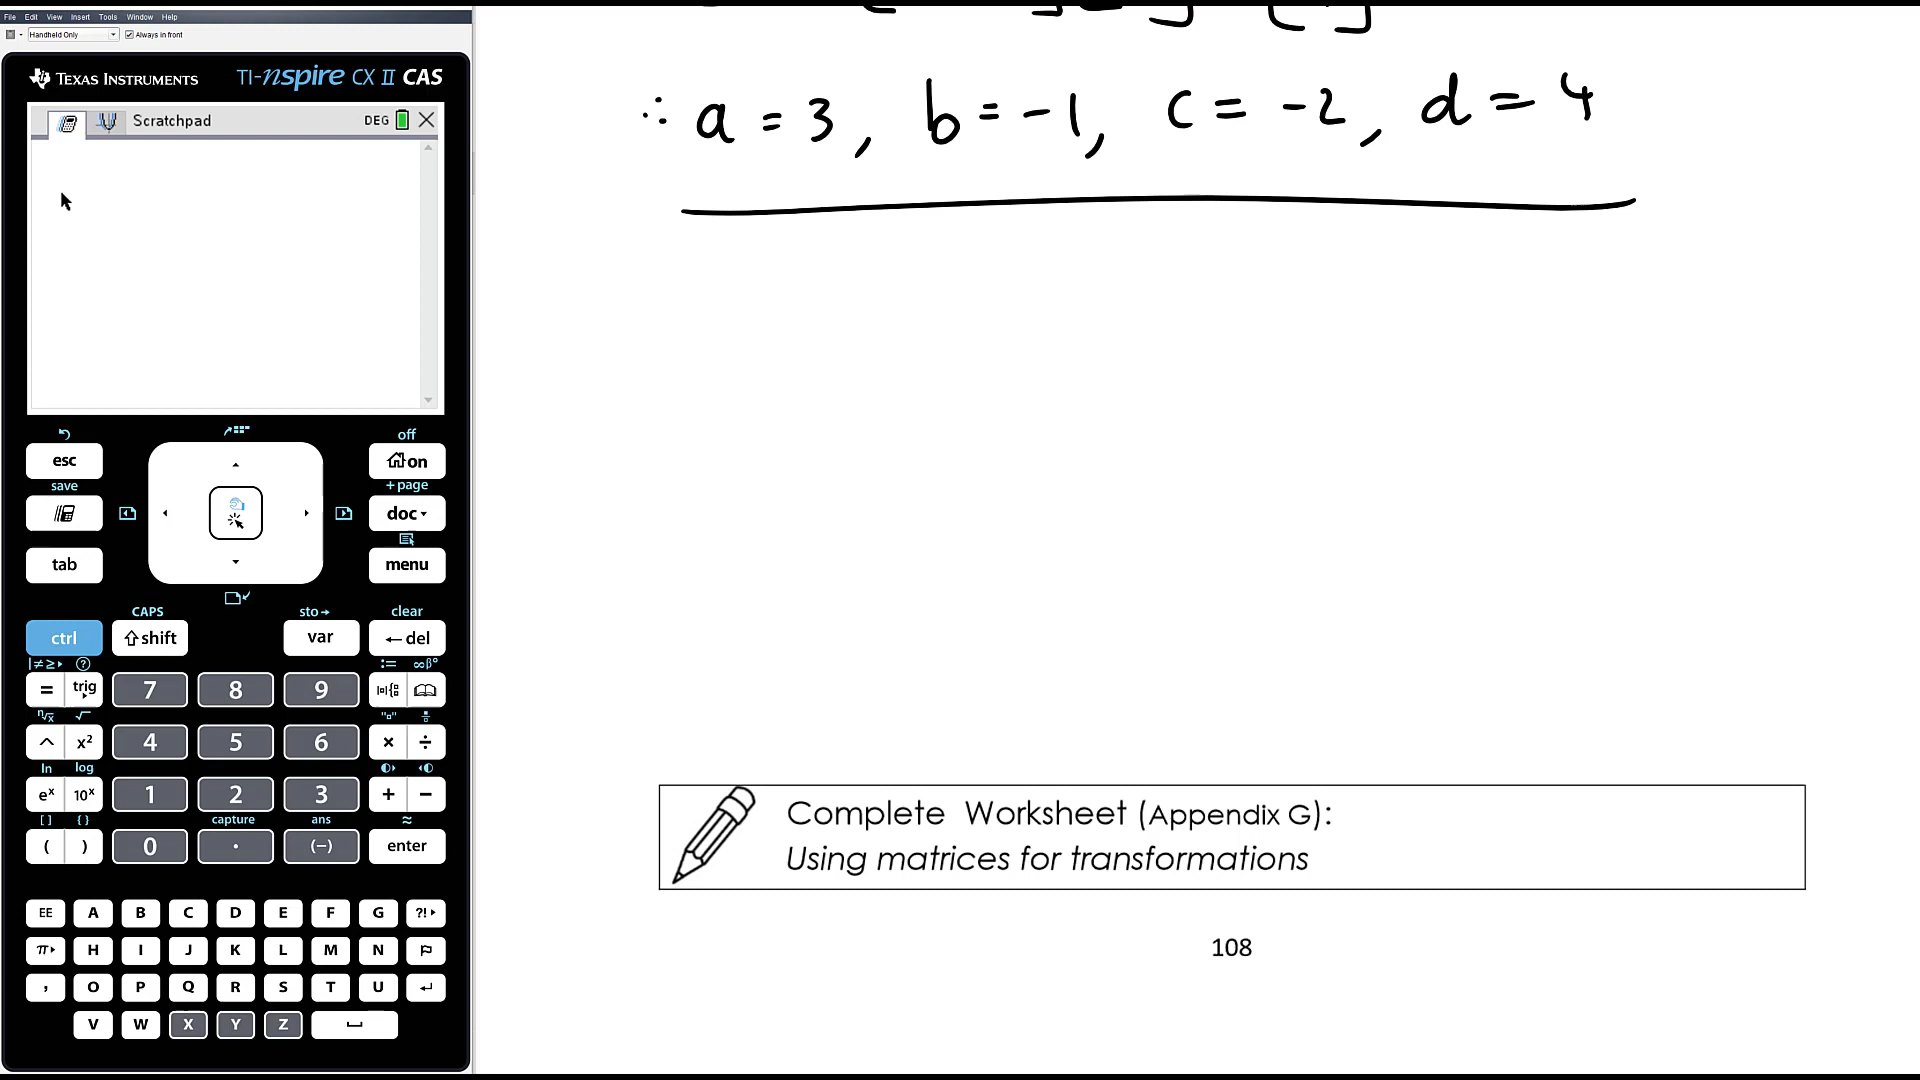 File Edit View Insert Tools Window Help
Handheld Only Always in front
TEXAS INSTRUMENTS TI-nspire CX II CAS
Scratchpad DEG
off
esc on
save + page
doc
tab menu
CAPS sto→ clear
ctrl ⇧shift var ←del
|≠≥▸ ? := ∞β°
= trig 7 8 9 |▫|{▫
ⁿ√x √ "▫"
^ x² 4 5 6 × ÷
ln log
eˣ 10ˣ 1 2 3 + −
[ ] { } capture ans ≈
( ) 0 . (−) enter
EE A B C D E F G ?!▸
π▸ H I J K L M N
, O P Q R S T U ↵
V W X Y Z
∴ a = 3, b = -1, c = -2, d = 4
Complete Worksheet (Appendix G):
Using matrices for transformations
108